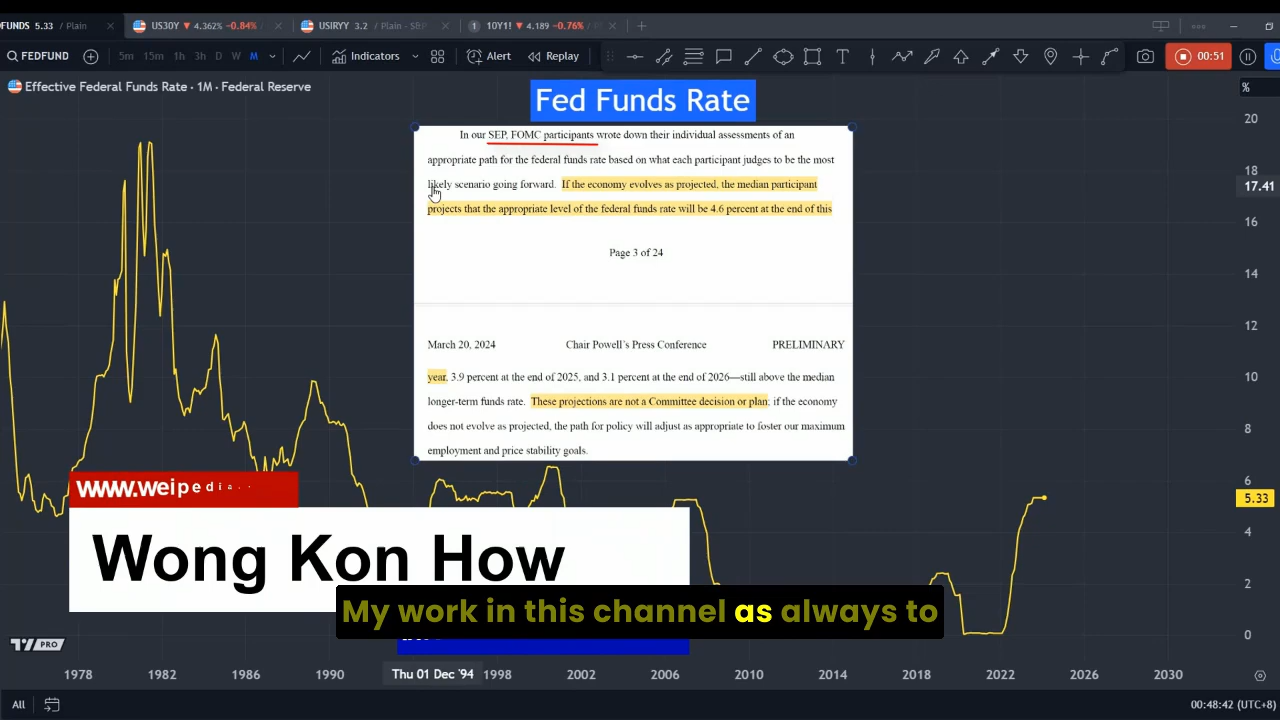 FUNDS 5.33 / Plain
US30Y ▼ 4.362% -0.84%
USIRYY 3.2 / Plain
10Y1! ▼ 4.189 -0.76%
FEDFUND
5m 15m 1h 3h D W M
Indicators
Alert
Replay
00:51
Effective Federal Funds Rate · 1M · Federal Reserve
%
Fed Funds Rate
In our SEP, FOMC participants wrote down their individual assessments of an
appropriate path for the federal funds rate based on what each participant judges to be the most
likely scenario going forward. If the economy evolves as projected, the median participant
projects that the appropriate level of the federal funds rate will be 4.6 percent at the end of this
Page 3 of 24
March 20, 2024 Chair Powell's Press Conference PRELIMINARY
year, 3.9 percent at the end of 2025, and 3.1 percent at the end of 2026—still above the median
longer-term funds rate. These projections are not a Committee decision or plan; if the economy
does not evolve as projected, the path for policy will adjust as appropriate to foster our maximum
employment and price stability goals.
20
18
17.41
16
14
12
10
8
6
5.33
4
2
0
www.weipedia..
Wong Kon How
My work in this channel as always to
PRO
1978 1982 1986 1990 Thu 01 Dec '94 1998 2002 2006 2010 2014 2018 2022 2026 2030
All
00:48:42 (UTC+8)